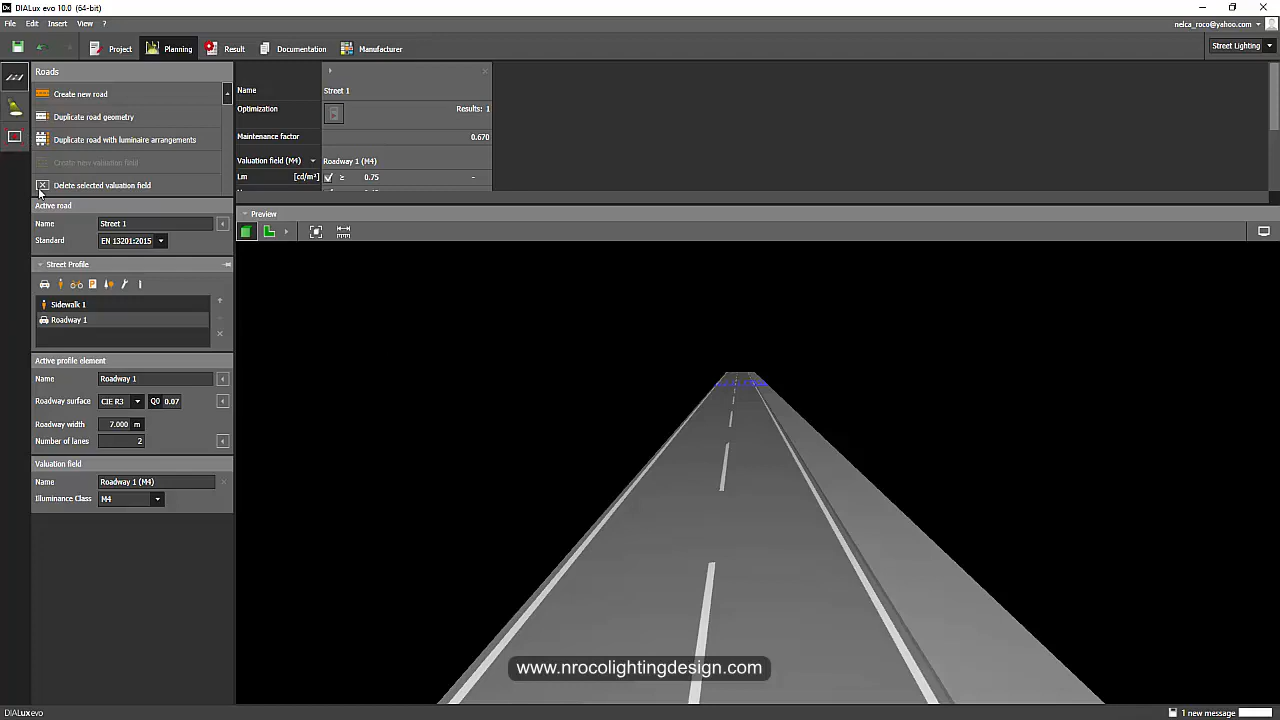 DIALux evo 10.0 (64-bit)
File Edit Insert View ?
nelca_roco@yahoo.com
Project Planning Result Documentation Manufacturer
Street Lighting
Roads
Create new road
Duplicate road geometry
Duplicate road with luminaire arrangements
Create new valuation field
Delete selected valuation field
Active road
Name Street 1
Standard EN 13201:2015
Street Profile
Sidewalk 1
Roadway 1
Active profile element
Name Roadway 1
Roadway surface CIE R3 Q0 0.07
Roadway width 7.000 m
Number of lanes 2
Valuation field
Name Roadway 1 (M4)
Illuminance Class M4
Name Street 1
Optimization Results: 1
Maintenance factor 0.670
Valuation field (M4) Roadway 1 (M4)
Lm [cd/m²] ≥ 0.75 -
Preview
www.nrocolightingdesign.com
DIALux evo
1 new message